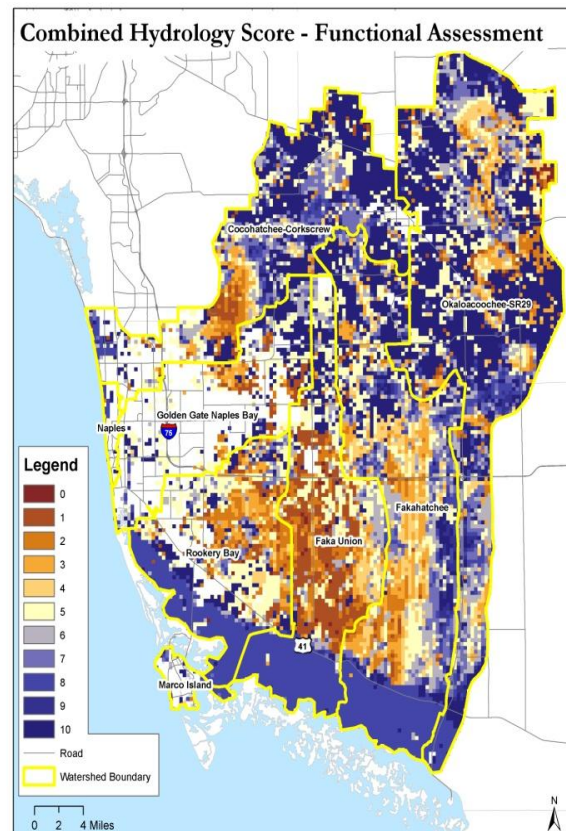 Combined Hydrology Score - Functional Assessment
Cocohatchee-Corkscrew
Okaloacoochee-SR29
Golden Gate Naples Bay
Naples
75
Fakahatchee
Faka Union
Rookery Bay
41
Marco Island
Legend
0
1
2
3
4
5
6
7
8
9
10
Road
Watershed Boundary
0 2 4 Miles
N